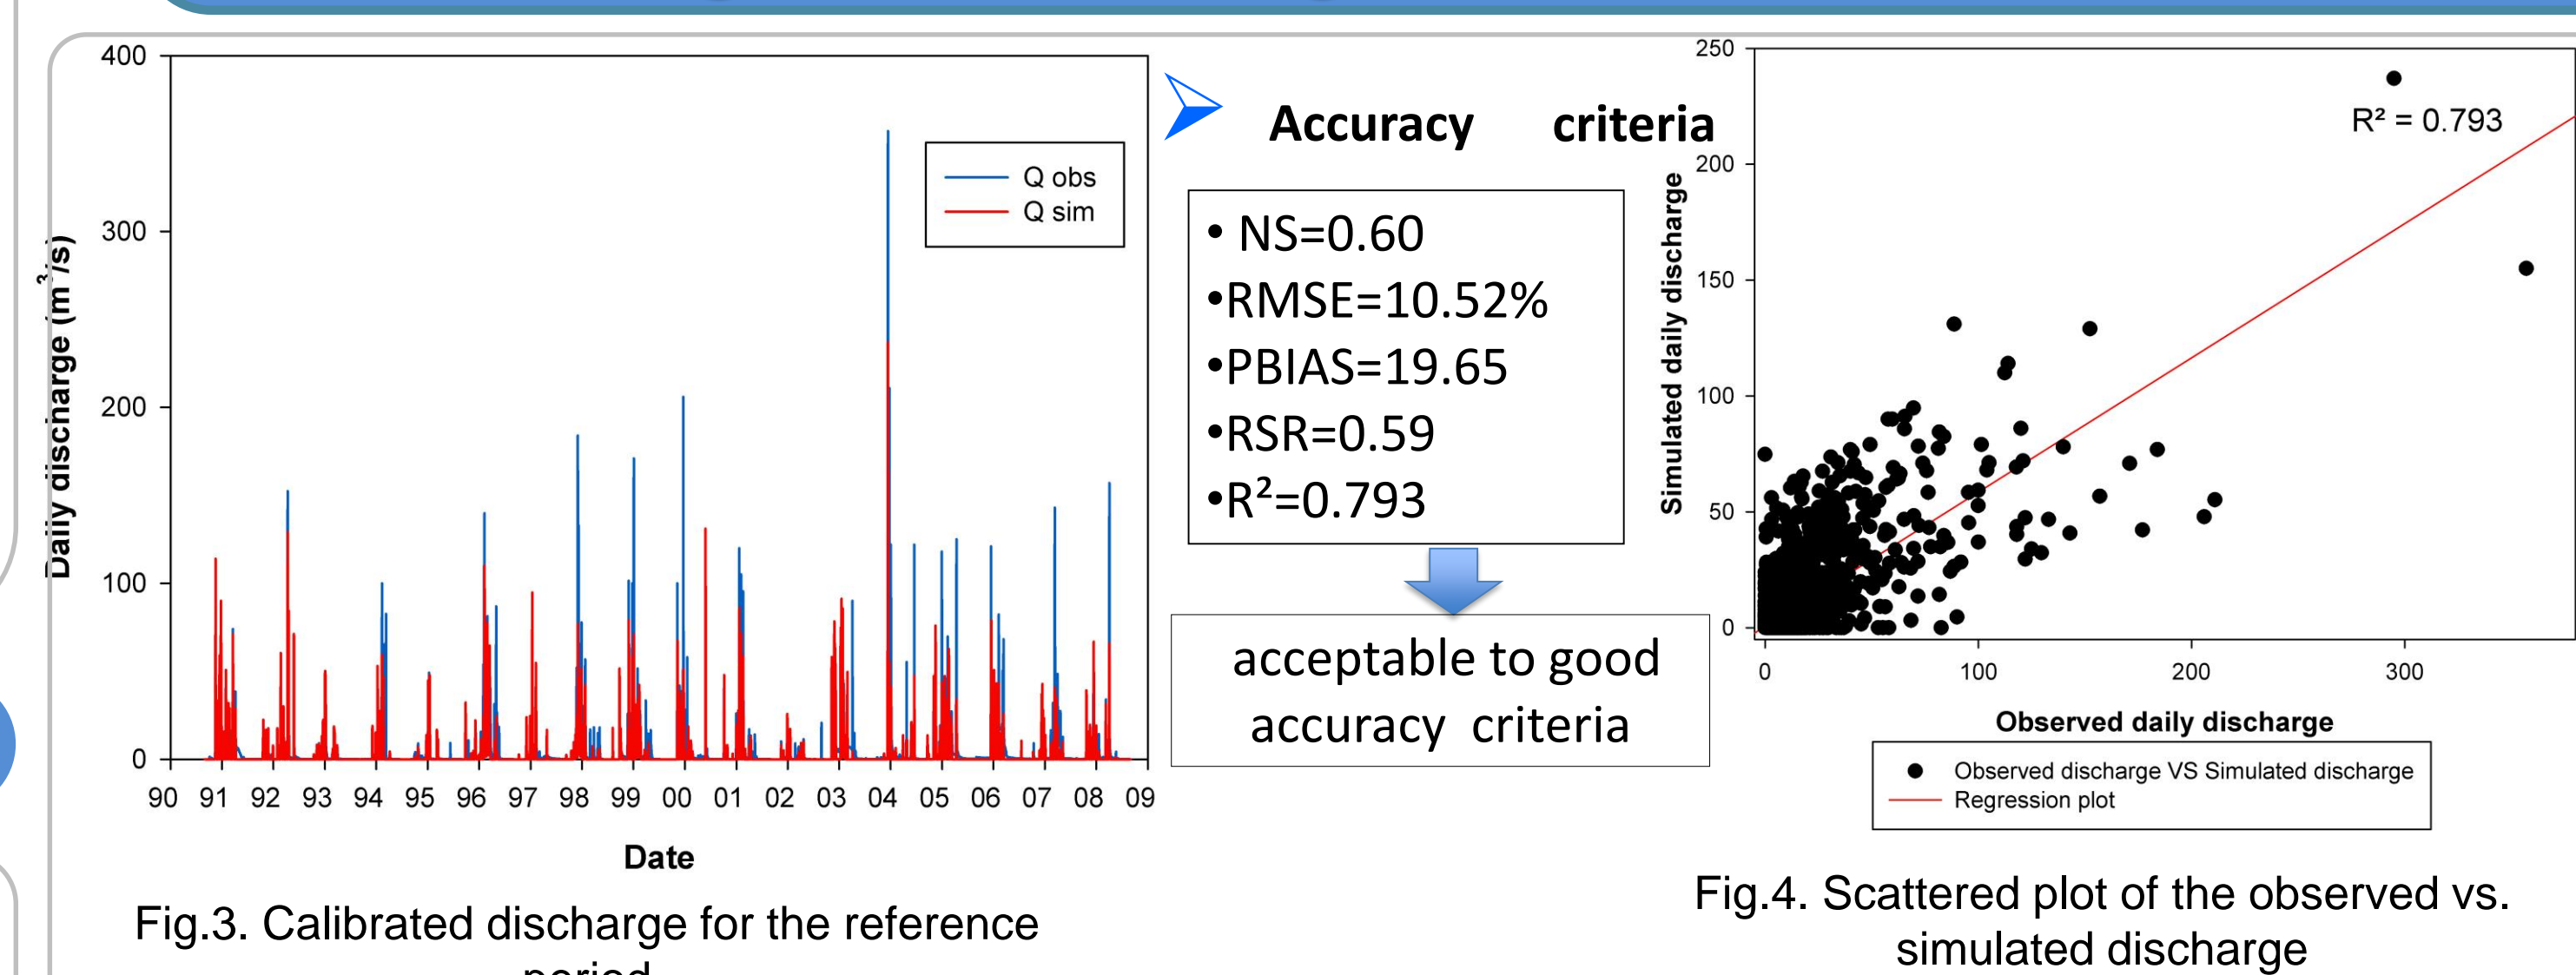 400
300
200
100
0
Daily discharge (m³/s)
Q obs
Q sim
90 91 92 93 94 95 96 97 98 99 00 01 02 03 04 05 06 07 08 09
Date
Fig.3. Calibrated discharge for the reference
period
Accuracy criteria
• NS=0.60
•RMSE=10.52%
•PBIAS=19.65
•RSR=0.59
•R²=0.793
acceptable to good
accuracy criteria
250
200
150
100
50
0
Simulated daily discharge
R² = 0.793
0 100 200 300
Observed daily discharge
Observed discharge VS Simulated discharge
Regression plot
Fig.4. Scattered plot of the observed vs.
simulated discharge